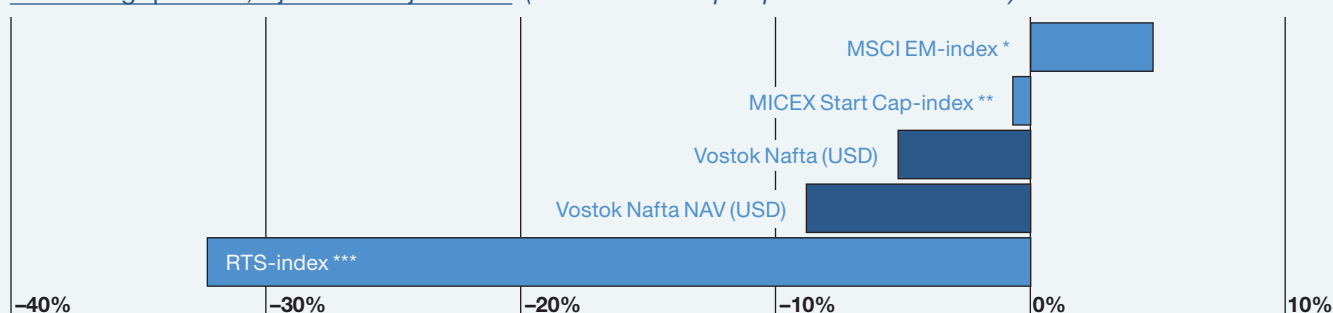 MSCI EM-index *
MICEX Start Cap-index **
Vostok Nafta (USD)
Vostok Nafta NAV (USD)
RTS-index ***
–40% –30% –20% –10% 0% 10%